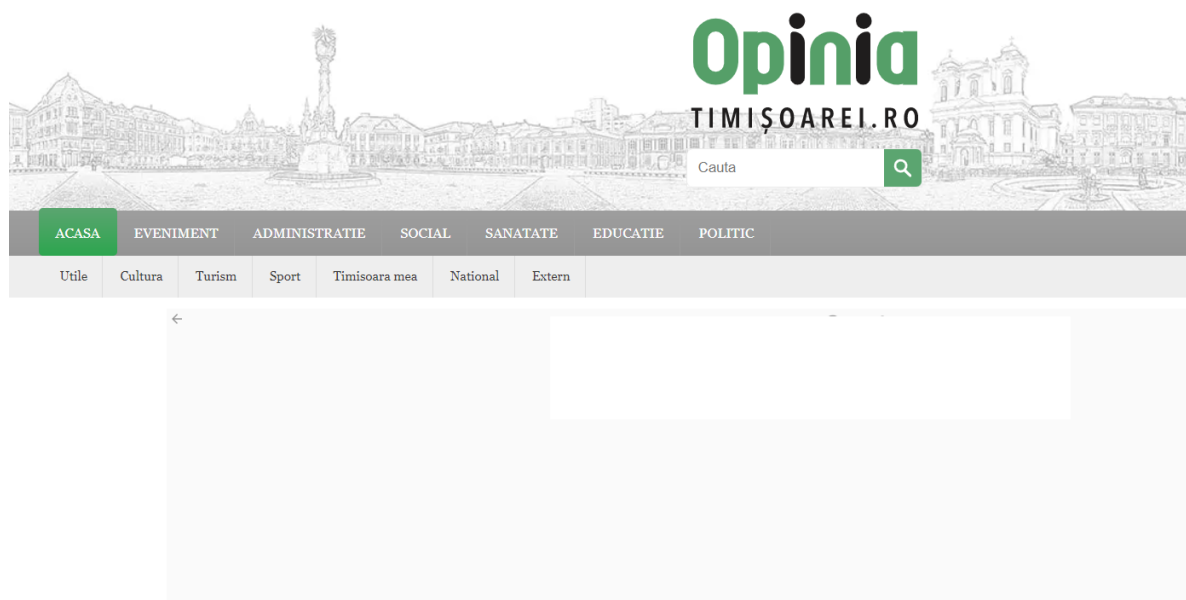 Opinia
TIMIȘOAREI.RO
Cauta
ACASA EVENIMENT ADMINISTRATIE SOCIAL SANATATE EDUCATIE POLITIC
Utile Cultura Turism Sport Timisoara mea National Extern